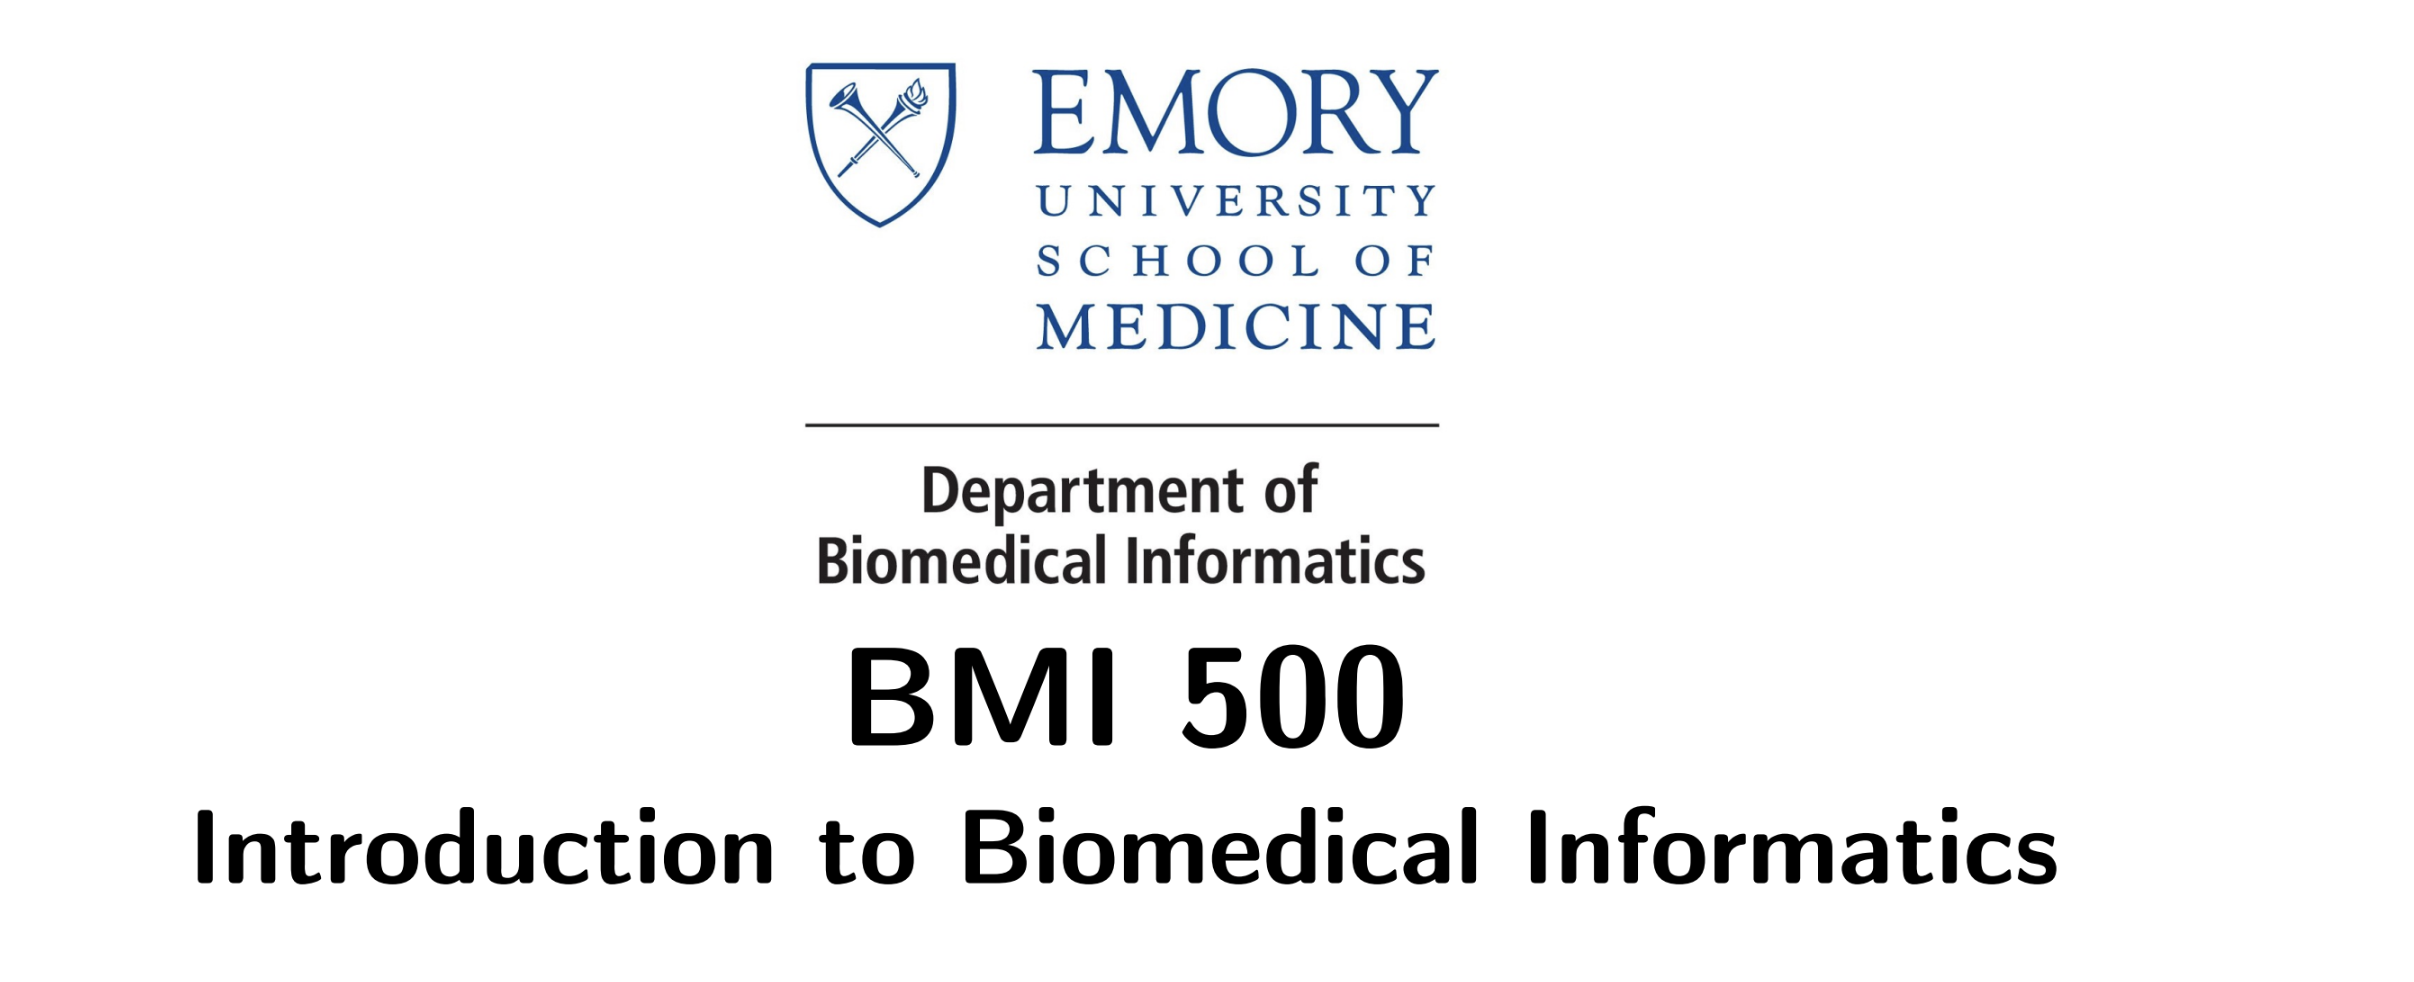 EMORY
UNIVERSITY
SCHOOL OF
MEDICINE
Department of
Biomedical Informatics
BMI 500
Introduction to Biomedical Informatics